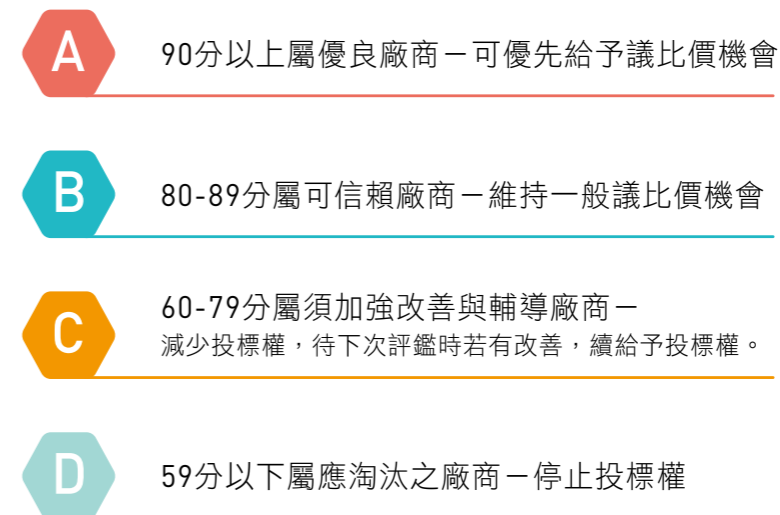 A
90分以上屬優良廠商－可優先給予議比價機會
B
80-89分屬可信賴廠商－維持一般議比價機會
C
60-79分屬須加強改善與輔導廠商－
減少投標權，待下次評鑑時若有改善，續給予投標權。
D
59分以下屬應淘汰之廠商－停止投標權